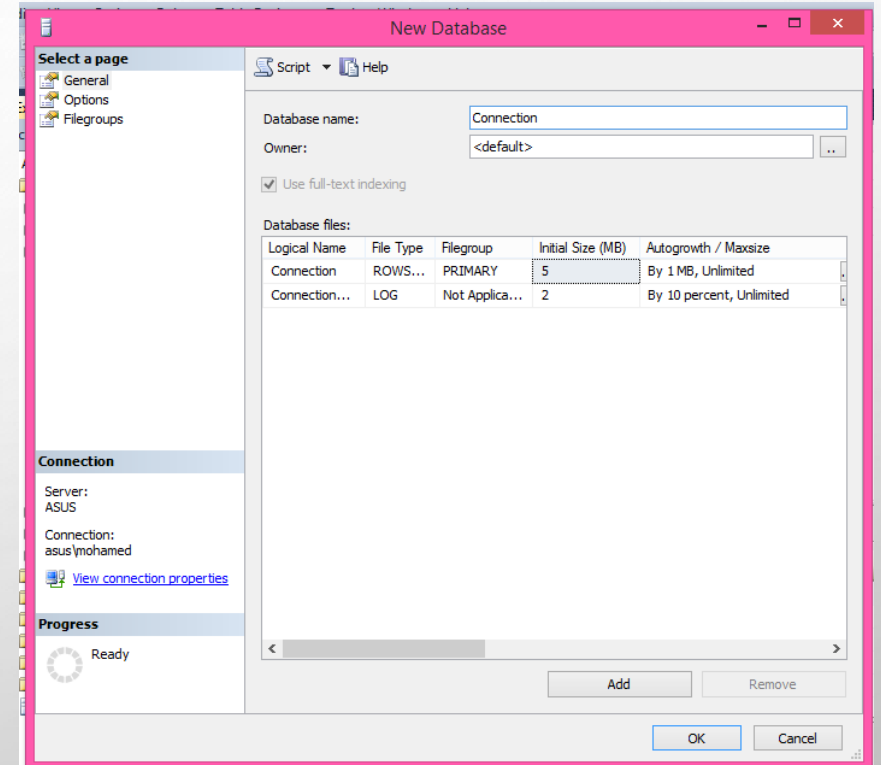 New Database
Select a page
General
Options
Filegroups
Script Help
Database name: Connection
Owner: <default> ..
Use full-text indexing
Database files:
Logical Name File Type Filegroup Initial Size (MB) Autogrowth / Maxsize
Connection ROWS... PRIMARY 5 By 1 MB, Unlimited
Connection... LOG Not Applica... 2 By 10 percent, Unlimited
Connection
Server:
ASUS
Connection:
asus\mohamed
View connection properties
Progress
Ready
Add Remove
OK Cancel